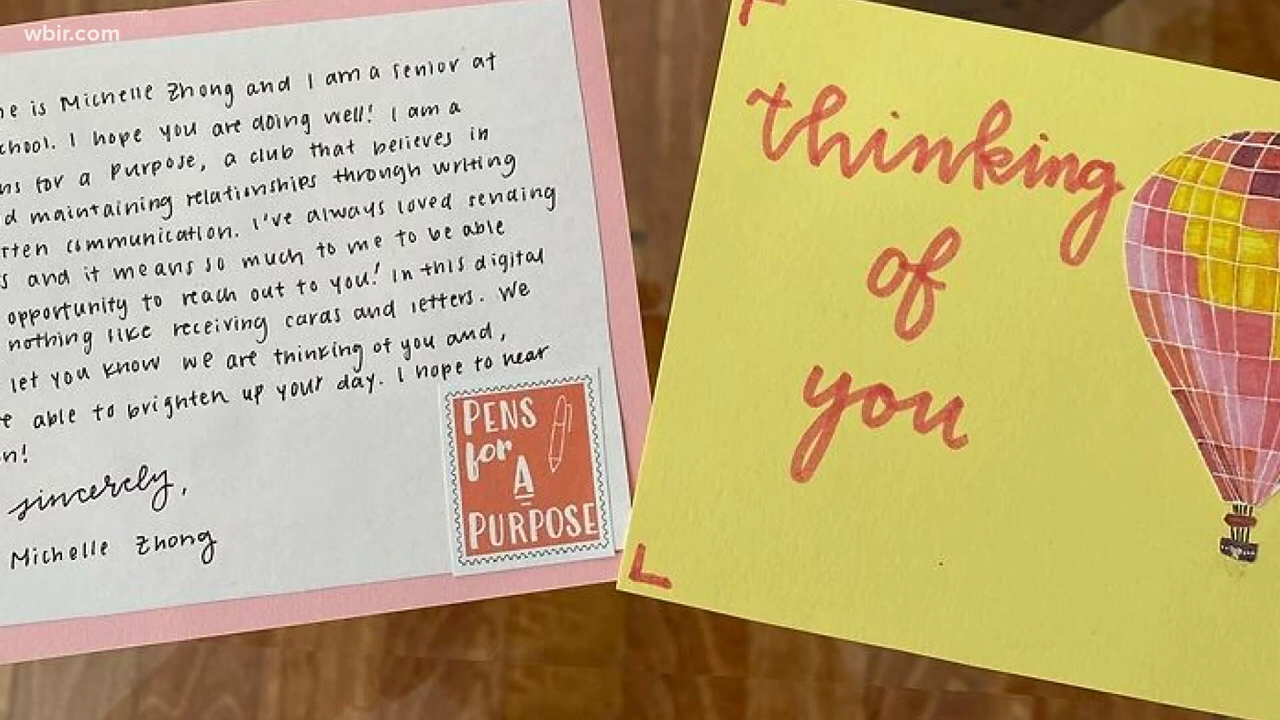 wbir.com
ne is Michelle Zhong and I am a senior at
chool. I hope you are doing well! I am a
ns for a Purpose, a club that believes in
d maintaining relationships through writing
tten communication. I've always loved sending
s and it means so much to me to be able
opportunity to reach out to you! In this digital
nothing like receiving cards and letters. We
let you know we are thinking of you and,
e able to brighten up your day. I hope to hear
n!
sincerely,
Michelle Zhong
PENS
for
A
PURPOSE
thinking
of
you